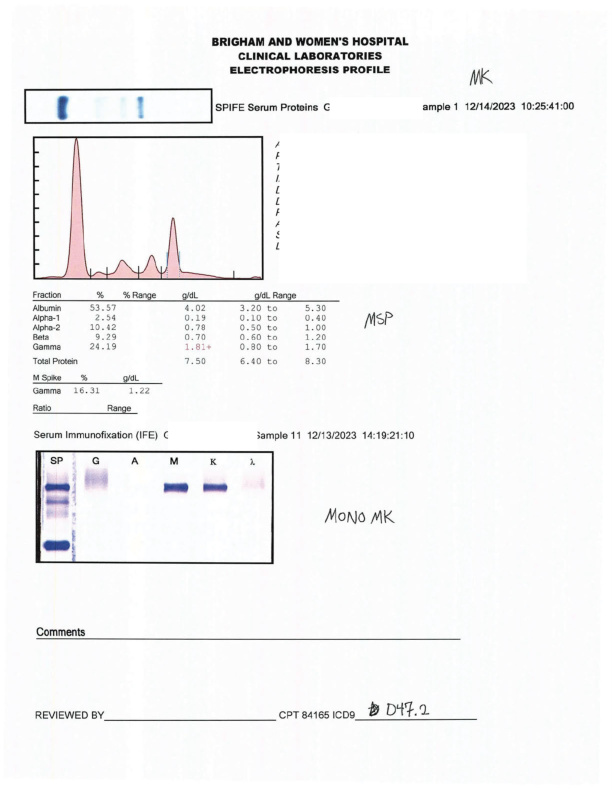 BRIGHAM AND WOMEN'S HOSPITAL
CLINICAL LABORATORIES
ELECTROPHORESIS PROFILE
MK
SPIFE Serum Proteins G ample 1 12/14/2023 10:25:41:00
Fraction % % Range g/dL g/dL Range
Albumin 53.57 4.02 3.20 to 5.30
Alpha-1 2.54 0.19 0.10 to 0.40
Alpha-2 10.42 0.78 0.50 to 1.00
Beta 9.29 0.70 0.60 to 1.20
Gamma 24.19 1.81+ 0.80 to 1.70
MSP
Total Protein 7.50 6.40 to 8.30
M Spike % g/dL
Gamma 16.31 1.22
Ratio Range
Serum Immunofixation (IFE) Sample 11 12/13/2023 14:19:21:10
SP G A M K λ
MONO MK
Comments
REVIEWED BY CPT 84165 ICD9 D47.2